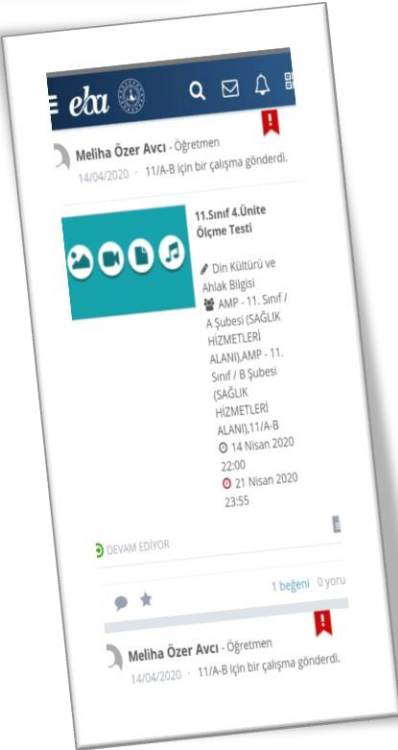 eba
Meliha Özer Avcı - Öğretmen
14/04/2020 · 11/A-B için bir çalışma gönderdi.
11.Sınıf 4.Ünite
Ölçme Testi
Din Kültürü ve
Ahlak Bilgisi
AMP - 11. Sınıf /
A Şubesi (SAĞLIK
HİZMETLERİ
ALANI),AMP - 11.
Sınıf / B Şubesi
(SAĞLIK
HİZMETLERİ
ALANI),11/A-B
14 Nisan 2020
22:00
21 Nisan 2020
23:55
DEVAM EDİYOR
1 beğeni 0 yoru
Meliha Özer Avcı - Öğretmen
14/04/2020 · 11/A-B için bir çalışma gönderdi.